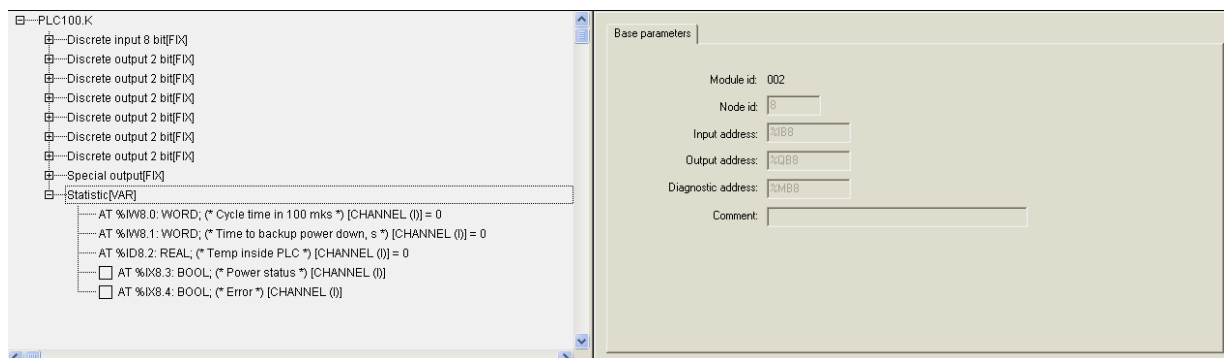 PLC100.K
Discrete input 8 bit[FIX]
Discrete output 2 bit[FIX]
Discrete output 2 bit[FIX]
Discrete output 2 bit[FIX]
Discrete output 2 bit[FIX]
Discrete output 2 bit[FIX]
Discrete output 2 bit[FIX]
Special output[FIX]
Statistic[VAR]
AT %IW8.0: WORD; (* Cycle time in 100 mks *) [CHANNEL (I)] = 0
AT %IW8.1: WORD; (* Time to backup power down, s *) [CHANNEL (I)] = 0
AT %ID8.2: REAL; (* Temp inside PLC *) [CHANNEL (I)] = 0
AT %IX8.3: BOOL; (* Power status *) [CHANNEL (I)]
AT %IX8.4: BOOL; (* Error *) [CHANNEL (I)]
Base parameters
Module id: 002
Node id: 8
Input address: %IB8
Output address: %QB8
Diagnostic address: %MB8
Comment: